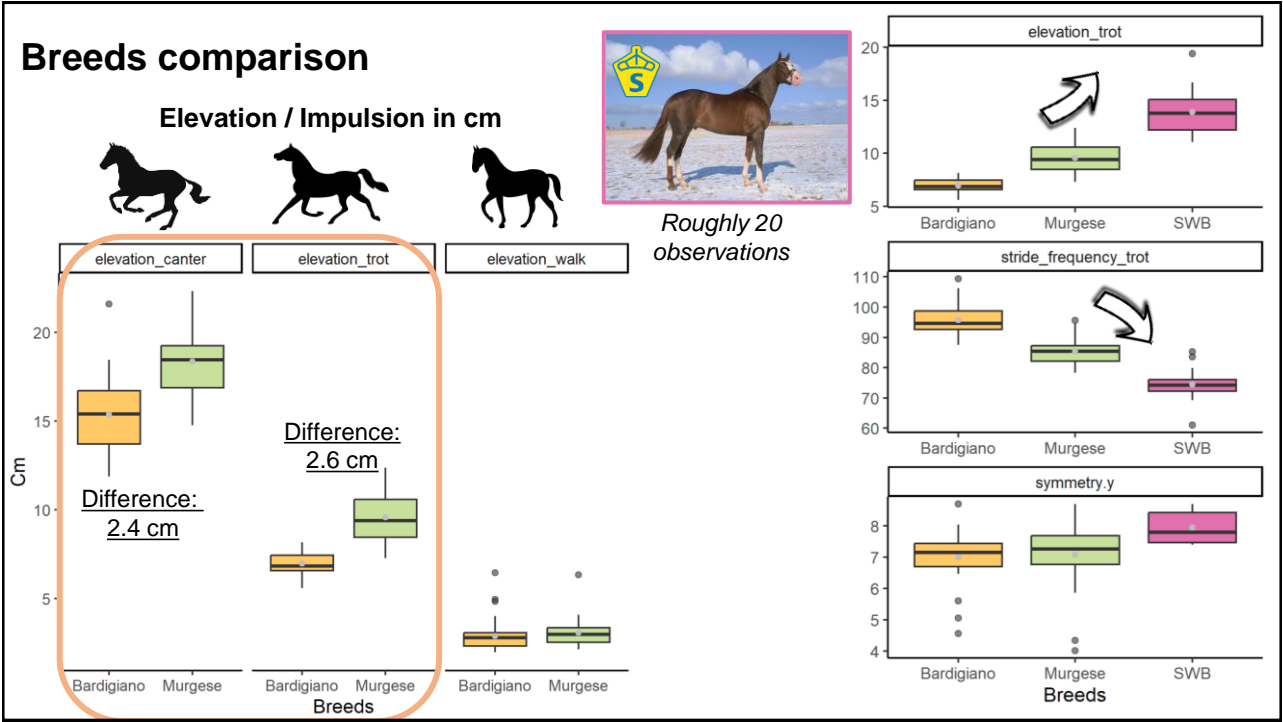 Breeds comparison
Elevation / Impulsion in cm
S
Roughly 20
observations
elevation_canter
elevation_trot
elevation_walk
Cm
20
15
10
5
Difference:
2.4 cm
Difference:
2.6 cm
Bardigiano
Murgese
Bardigiano
Murgese
Bardigiano
Murgese
Breeds
elevation_trot
20
15
10
5
Bardigiano
Murgese
SWB
stride_frequency_trot
110
100
90
80
70
60
Bardigiano
Murgese
SWB
symmetry.y
8
7
6
5
4
Bardigiano
Murgese
SWB
Breeds